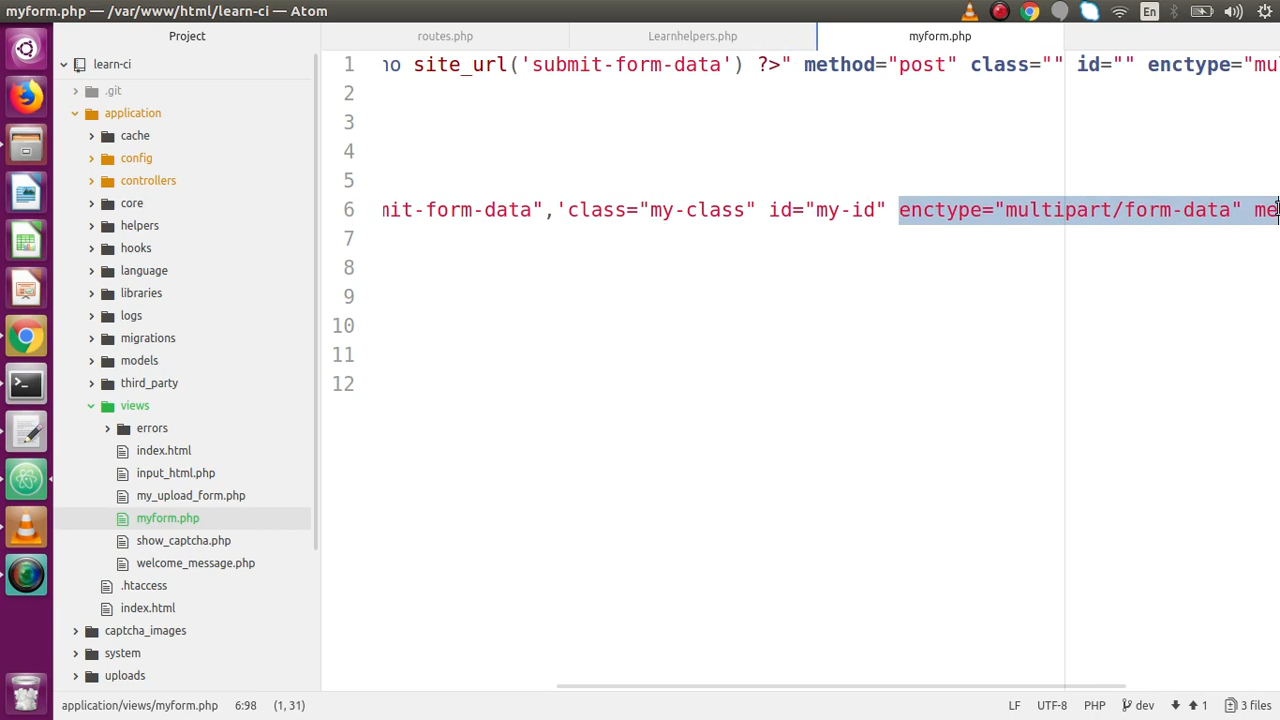 myform.php — /var/www/html/learn-ci — Atom
En
Project
routes.php
Learnhelpers.php
myform.php
learn-ci
.git
application
cache
config
controllers
core
helpers
hooks
language
libraries
logs
migrations
models
third_party
views
errors
index.html
input_html.php
my_upload_form.php
myform.php
show_captcha.php
welcome_message.php
.htaccess
index.html
captcha_images
system
uploads
1 ho site_url('submit-form-data') ?>" method="post" class="" id="" enctype="mul
2
3
4
5
6 mit-form-data",'class="my-class" id="my-id" enctype="multipart/form-data" me
7
8
9
10
11
12
application/views/myform.php 6:98 (1, 31)
LF UTF-8 PHP dev 1 3 files